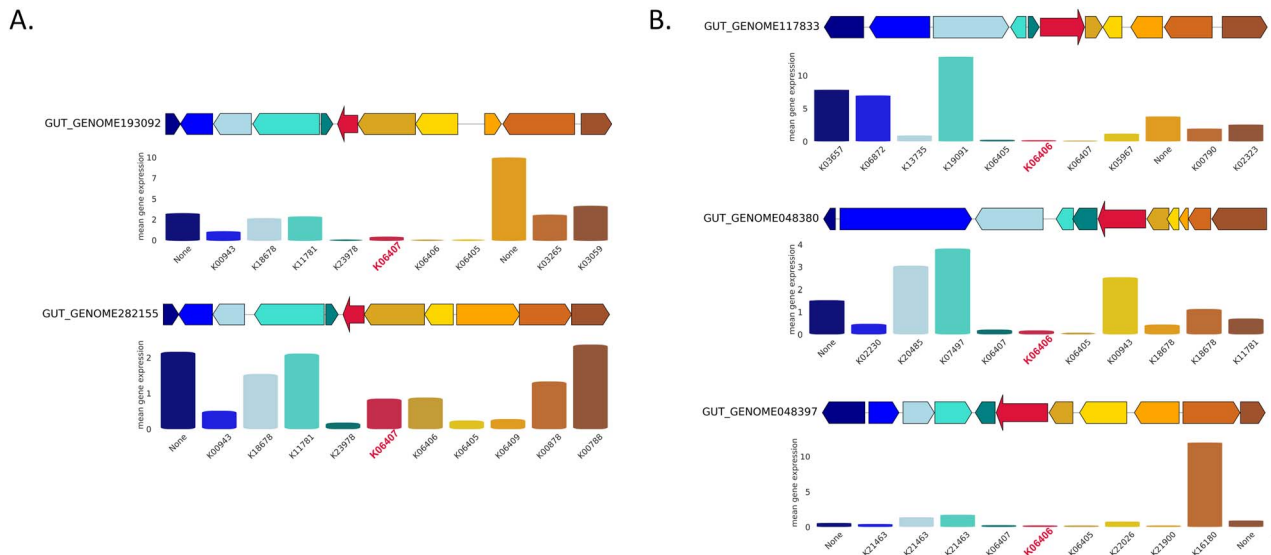 A.
GUT_GENOME193092
mean gene expression
10
7
5
2
0
None
K00943
K18678
K11781
K23978
K06407
K06406
K06405
None
K03265
K03059
GUT_GENOME282155
mean gene expression
2
1
0
None
K00943
K18678
K11781
K23978
K06407
K06406
K06405
K06409
K00878
K00788
B.
GUT_GENOME117833
mean gene expression
10
5
0
K03657
K06872
K13735
K19091
K06405
K06406
K06407
K05967
None
K00790
K02323
GUT_GENOME048380
mean gene expression
4
3
2
1
0
None
K02230
K20485
K07497
K06407
K06406
K06405
K00943
K18678
K18678
K11781
GUT_GENOME048397
mean gene expression
10
5
0
None
K21463
K21463
K21463
K06407
K06406
K06405
K22026
K21900
K16180
None